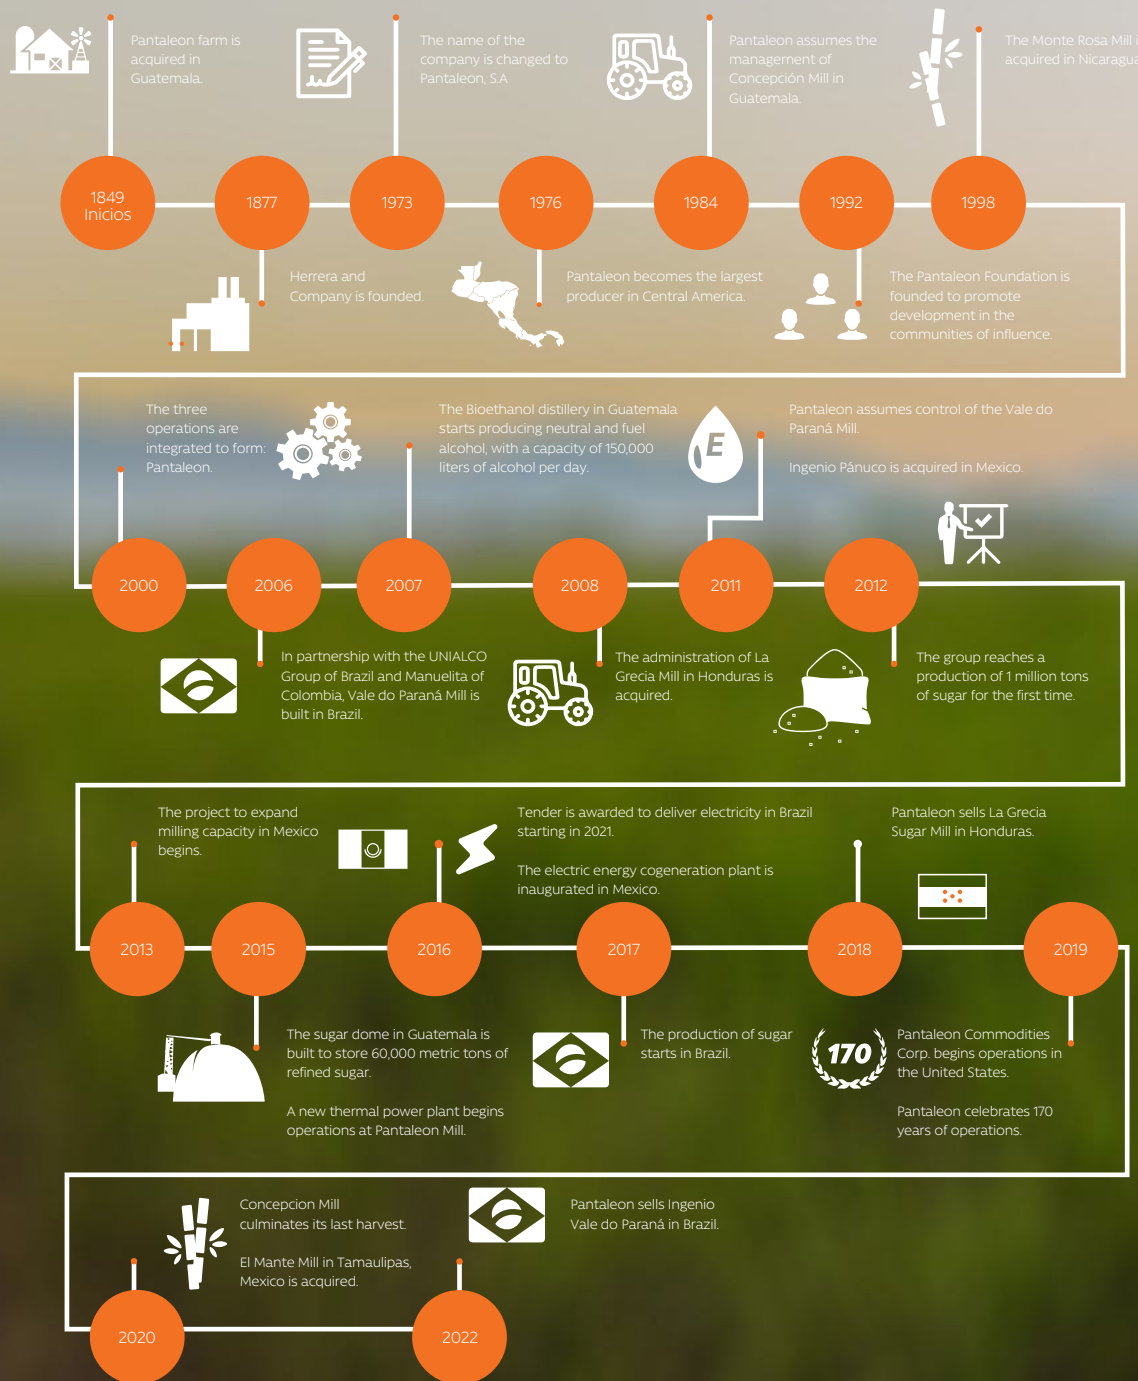 Pantaleon farm is
acquired in
Guatemala.
The name of the
company is changed to
Pantaleon, S.A
Pantaleon assumes the
management of
Concepción Mill in
Guatemala.
The Monte Rosa Mill i
acquired in Nicaragua
1849
Inicios
1877
1973
1976
1984
1992
1998
Herrera and
Company is founded.
Pantaleon becomes the largest
producer in Central America.
The Pantaleon Foundation is
founded to promote
development in the
communities of influence.
The three
operations are
integrated to form:
Pantaleon.
The Bioethanol distillery in Guatemala
starts producing neutral and fuel
alcohol, with a capacity of 150,000
liters of alcohol per day.
E
Pantaleon assumes control of the Vale do
Paraná Mill.
Ingenio Pánuco is acquired in Mexico.
2000
2006
2007
2008
2011
2012
In partnership with the UNIALCO
Group of Brazil and Manuelita of
Colombia, Vale do Paraná Mill is
built in Brazil.
The administration of La
Grecia Mill in Honduras is
acquired.
The group reaches a
production of 1 million tons
of sugar for the first time.
The project to expand
milling capacity in Mexico
begins.
Tender is awarded to deliver electricity in Brazil
starting in 2021.
The electric energy cogeneration plant is
inaugurated in Mexico.
Pantaleon sells La Grecia
Sugar Mill in Honduras.
2013
2015
2016
2017
2018
2019
The sugar dome in Guatemala is
built to store 60,000 metric tons of
refined sugar.
A new thermal power plant begins
operations at Pantaleon Mill.
The production of sugar
starts in Brazil.
170
Pantaleon Commodities
Corp. begins operations in
the United States.
Pantaleon celebrates 170
years of operations.
Concepcion Mill
culminates its last harvest.
El Mante Mill in Tamaulipas,
Mexico is acquired.
Pantaleon sells Ingenio
Vale do Paraná in Brazil.
2020
2022